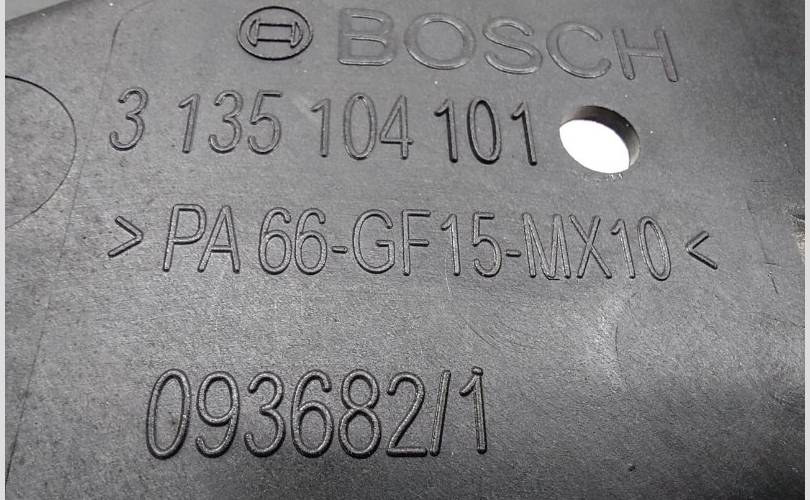 BOSCH
3 135 104 101
> PA 66-GF15-MX10 <
093682/1